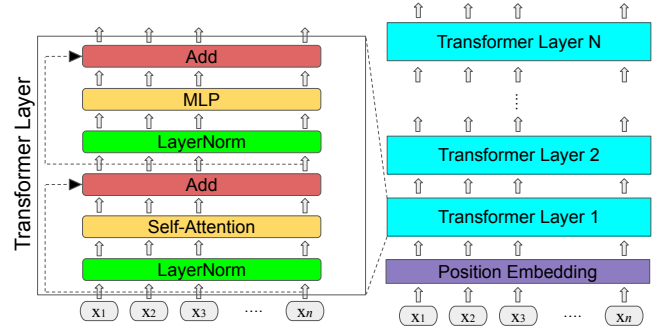 Transformer Layer
Add
MLP
LayerNorm
Add
Self-Attention
LayerNorm
x1 x2 x3 .... xn
Transformer Layer N
....
Transformer Layer 2
Transformer Layer 1
Position Embedding
x1 x2 x3 .... xn